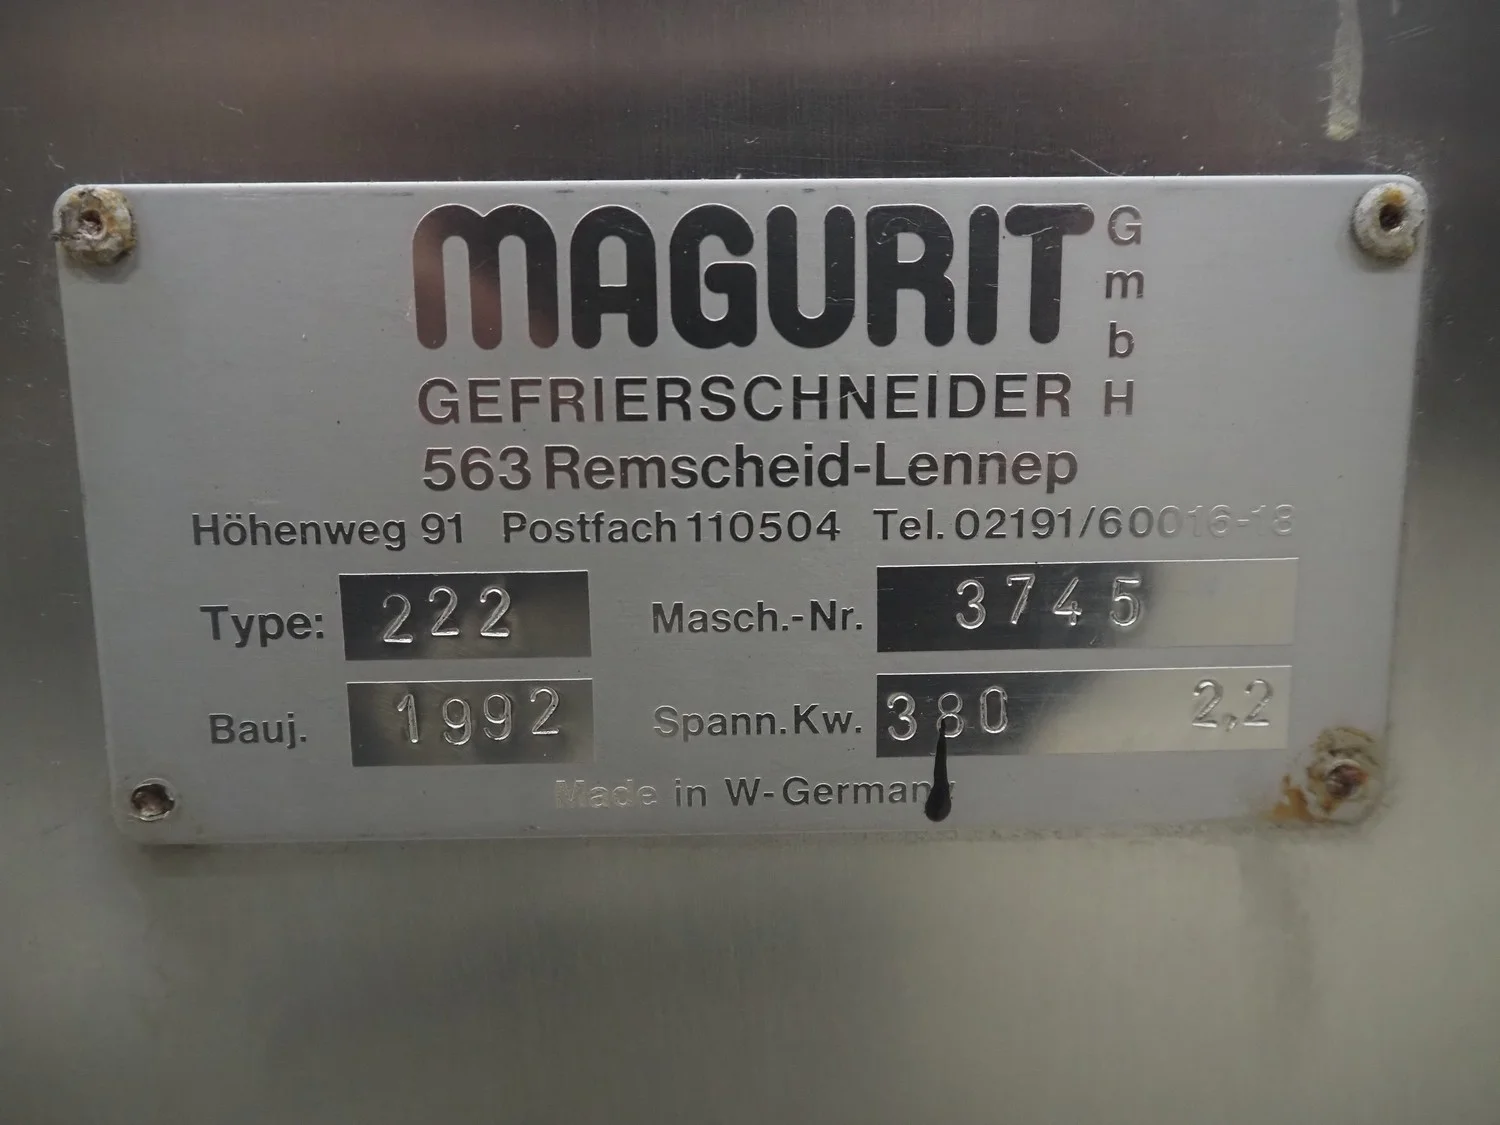 MAGURIT GmbH
GEFRIERSCHNEIDER
563 Remscheid-Lennep
Höhenweg 91 Postfach 110504 Tel. 02191/60016-18
Type: 222 Masch.-Nr. 3745
Bauj. 1992 Spann. Kw. 380 2,2
Made in W-Germany